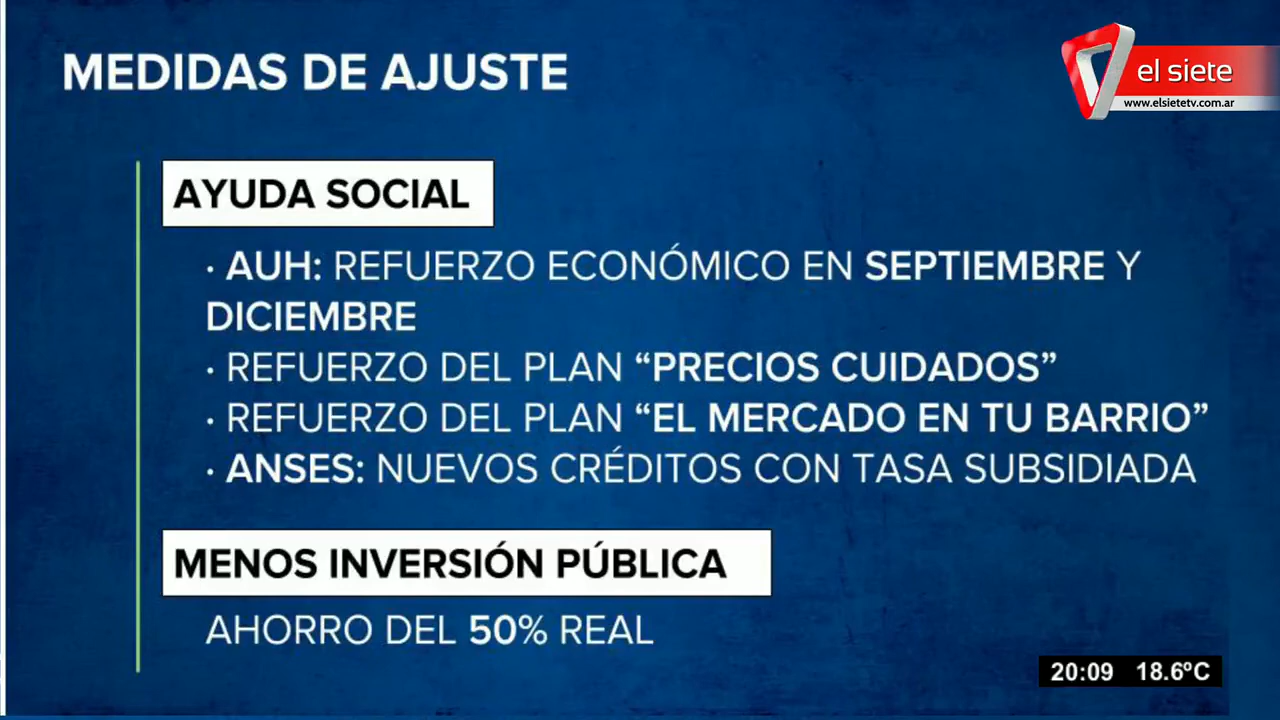 MEDIDAS DE AJUSTE
el siete
www.elsietetv.com.ar
AYUDA SOCIAL
· AUH: REFUERZO ECONÓMICO EN SEPTIEMBRE Y
DICIEMBRE
· REFUERZO DEL PLAN “PRECIOS CUIDADOS”
· REFUERZO DEL PLAN “EL MERCADO EN TU BARRIO”
· ANSES: NUEVOS CRÉDITOS CON TASA SUBSIDIADA
MENOS INVERSIÓN PÚBLICA
AHORRO DEL 50% REAL
20:09 18.6ºC